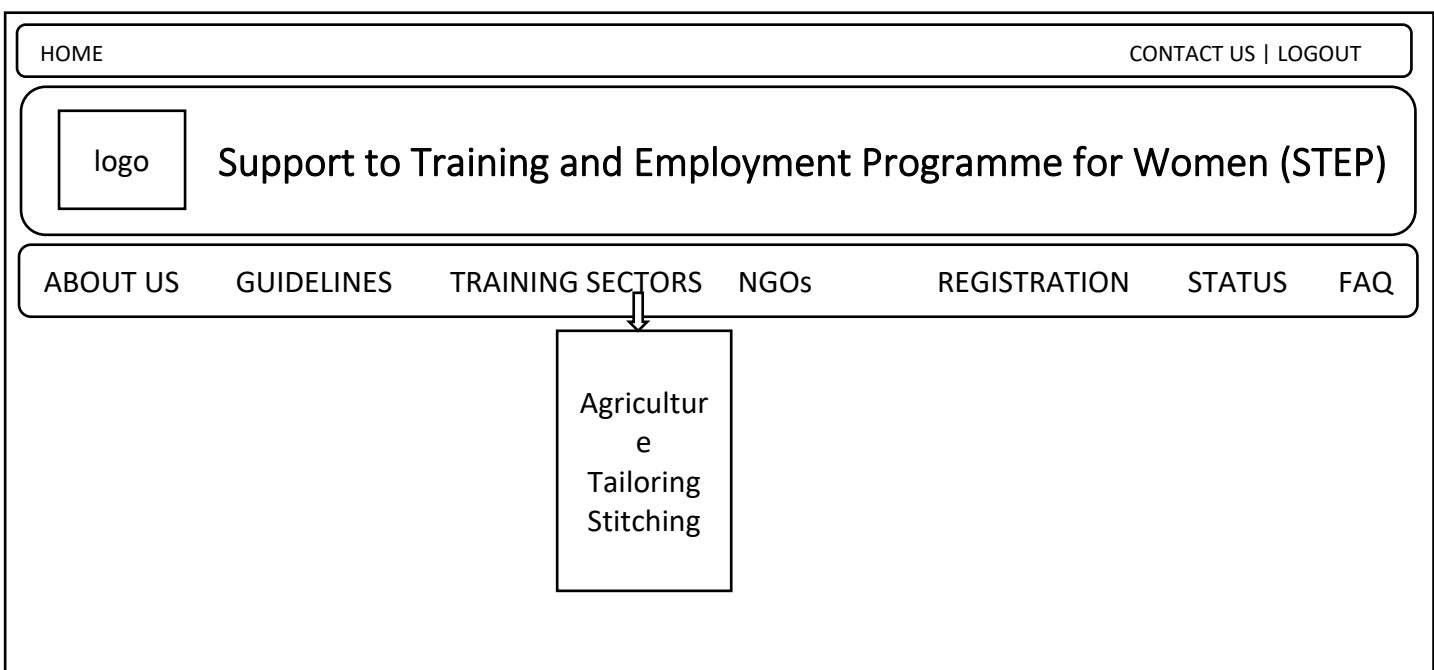 HOME CONTACT US | LOGOUT
logo Support to Training and Employment Programme for Women (STEP)
ABOUT US GUIDELINES TRAINING SECTORS NGOs REGISTRATION STATUS FAQ
Agricultur
e
Tailoring
Stitching